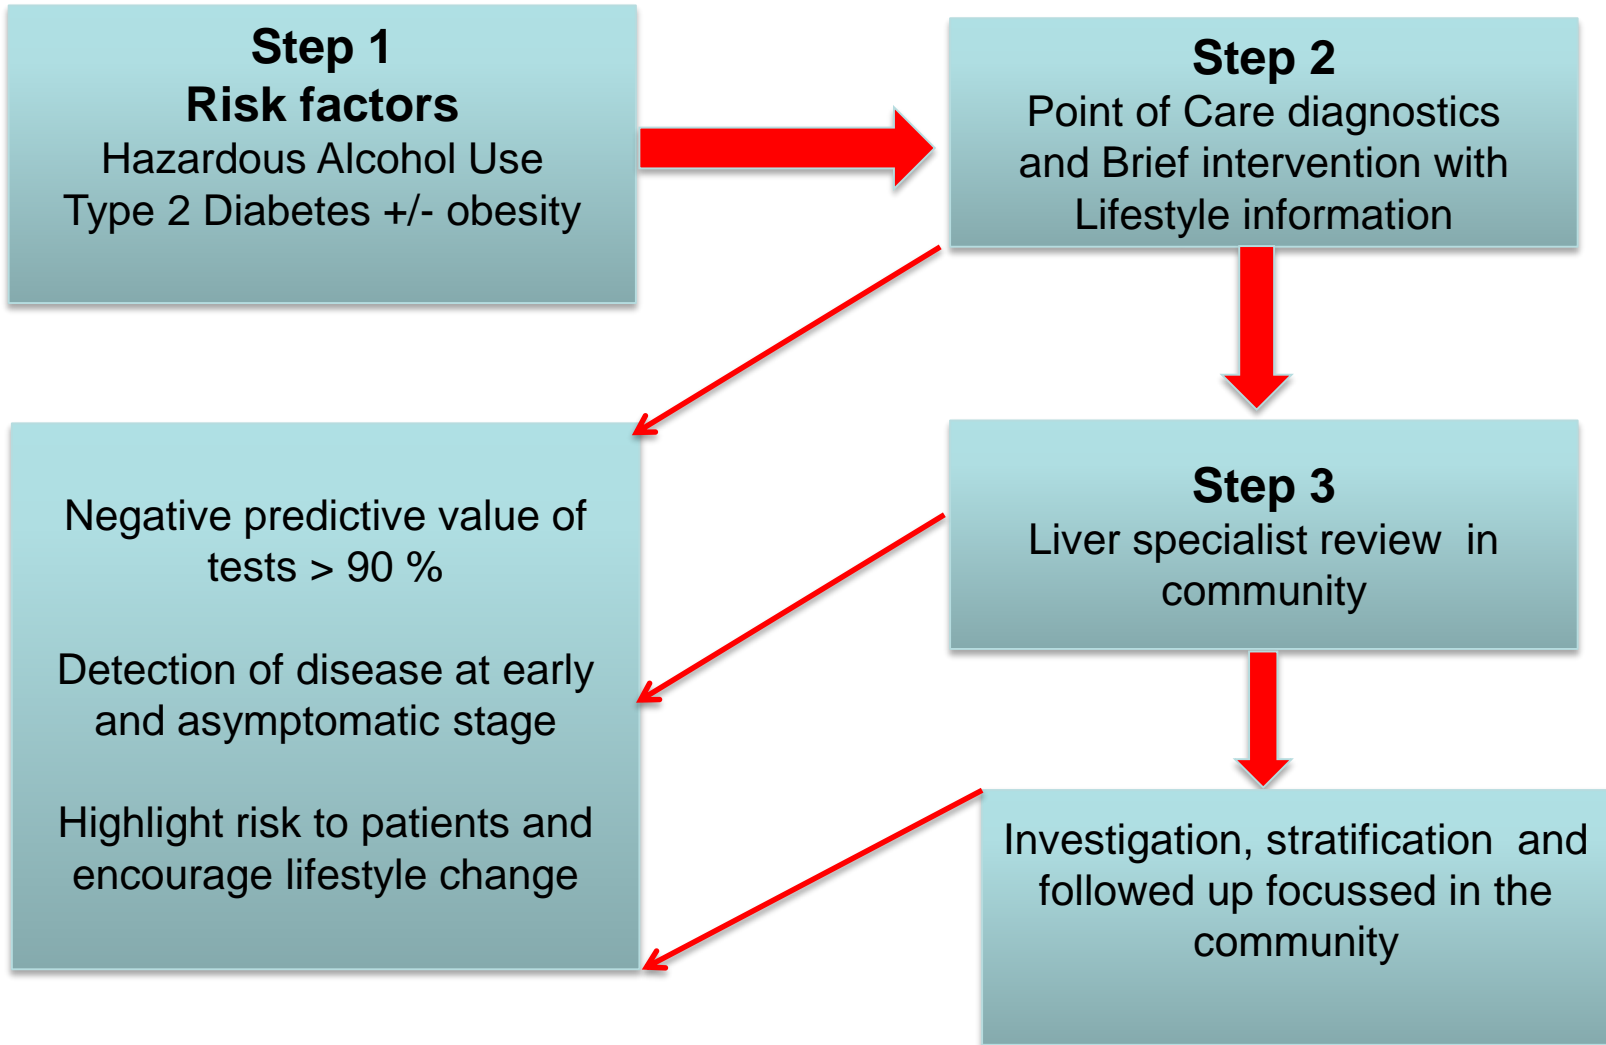 Step 1
Risk factors
Hazardous Alcohol Use
Type 2 Diabetes +/- obesity
Step 2
Point of Care diagnostics
and Brief intervention with
Lifestyle information
Negative predictive value of
tests > 90 %
Detection of disease at early
and asymptomatic stage
Highlight risk to patients and
encourage lifestyle change
Step 3
Liver specialist review in
community
Investigation, stratification and
followed up focussed in the
community